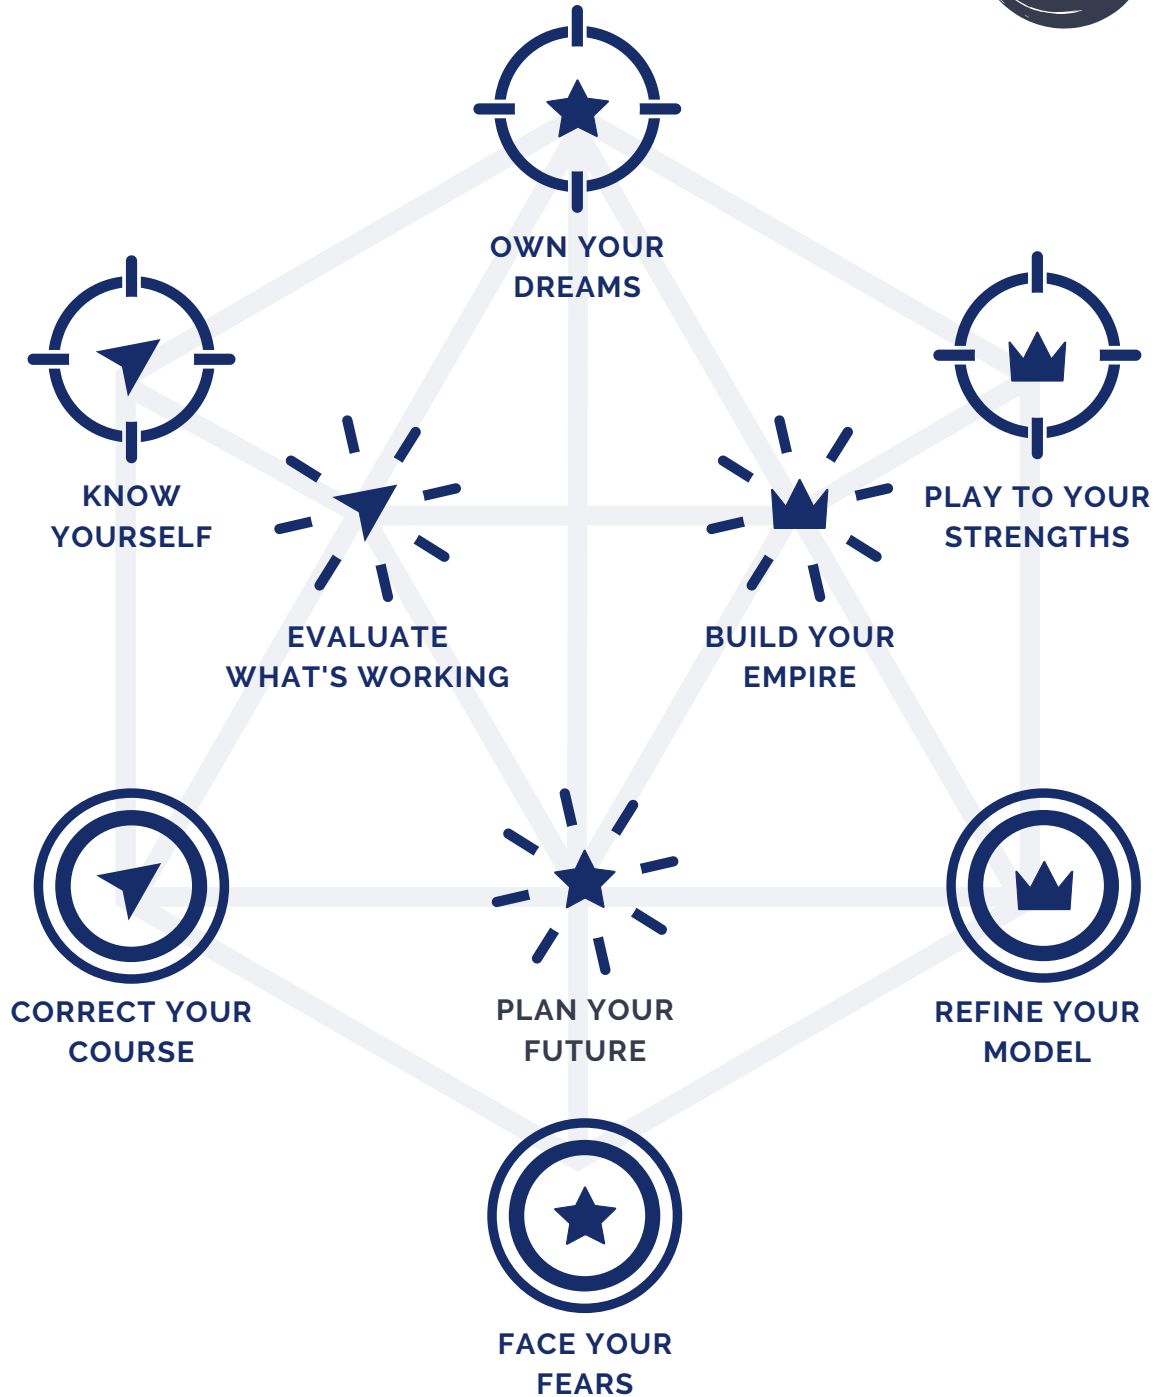 OWN YOUR
DREAMS
KNOW
YOURSELF
PLAY TO YOUR
STRENGTHS
EVALUATE
WHAT'S WORKING
BUILD YOUR
EMPIRE
CORRECT YOUR
COURSE
PLAN YOUR
FUTURE
REFINE YOUR
MODEL
FACE YOUR
FEARS